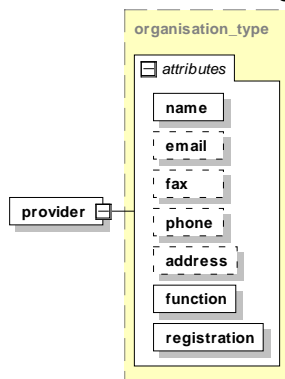 organisation_type
attributes
name
email
fax
phone
provider
address
function
registration